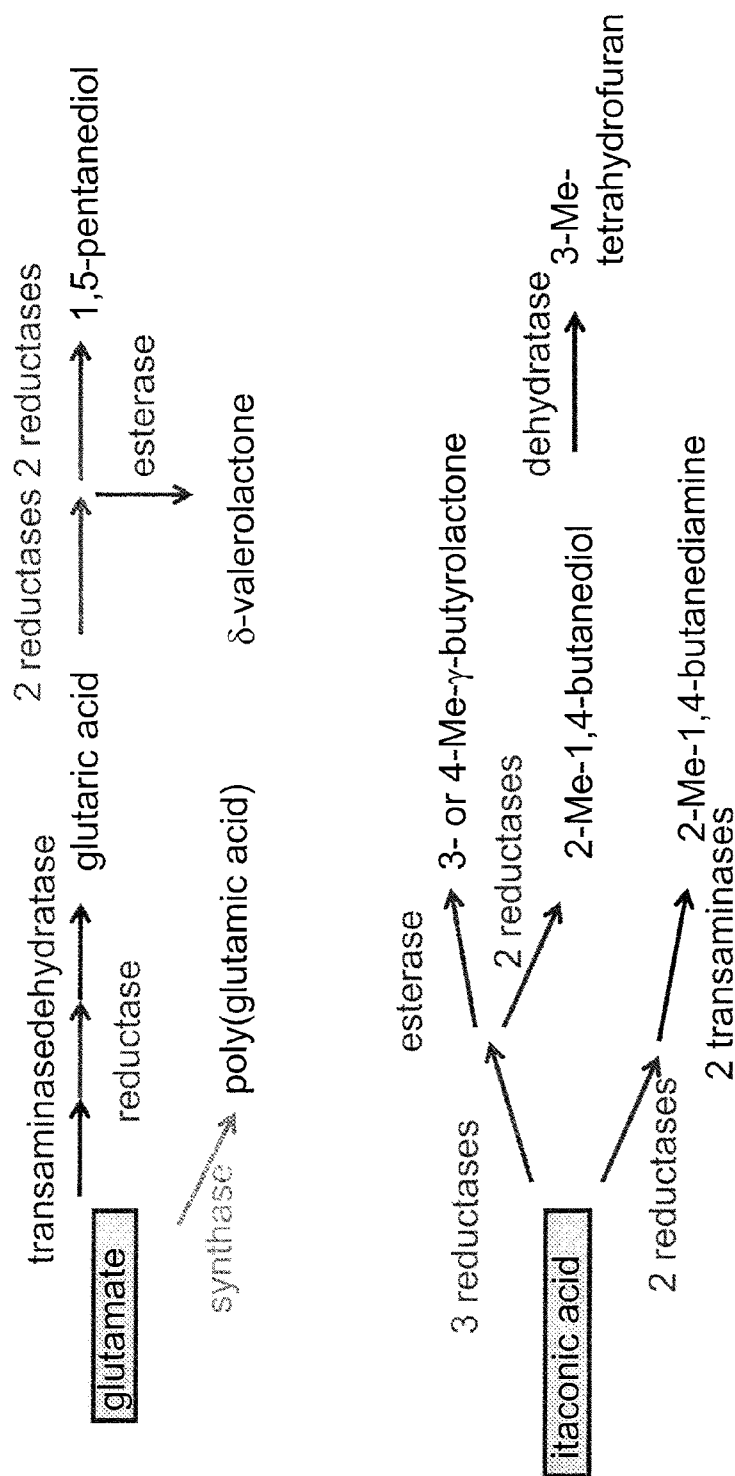 2 reductases 2 reductases
transaminasedehydratase
glutamate
glutaric acid
1,5-pentanediol
reductase
esterase
synthase
poly(glutamic acid)
δ-valerolactone
esterase
3- or 4-Me-γ-butyrolactone
3 reductases
2 reductases
dehydratase
itaconic acid
2-Me-1,4-butanediol
3-Me-
tetrahydrofuran
2 reductases
2-Me-1,4-butanediamine
2 transaminases